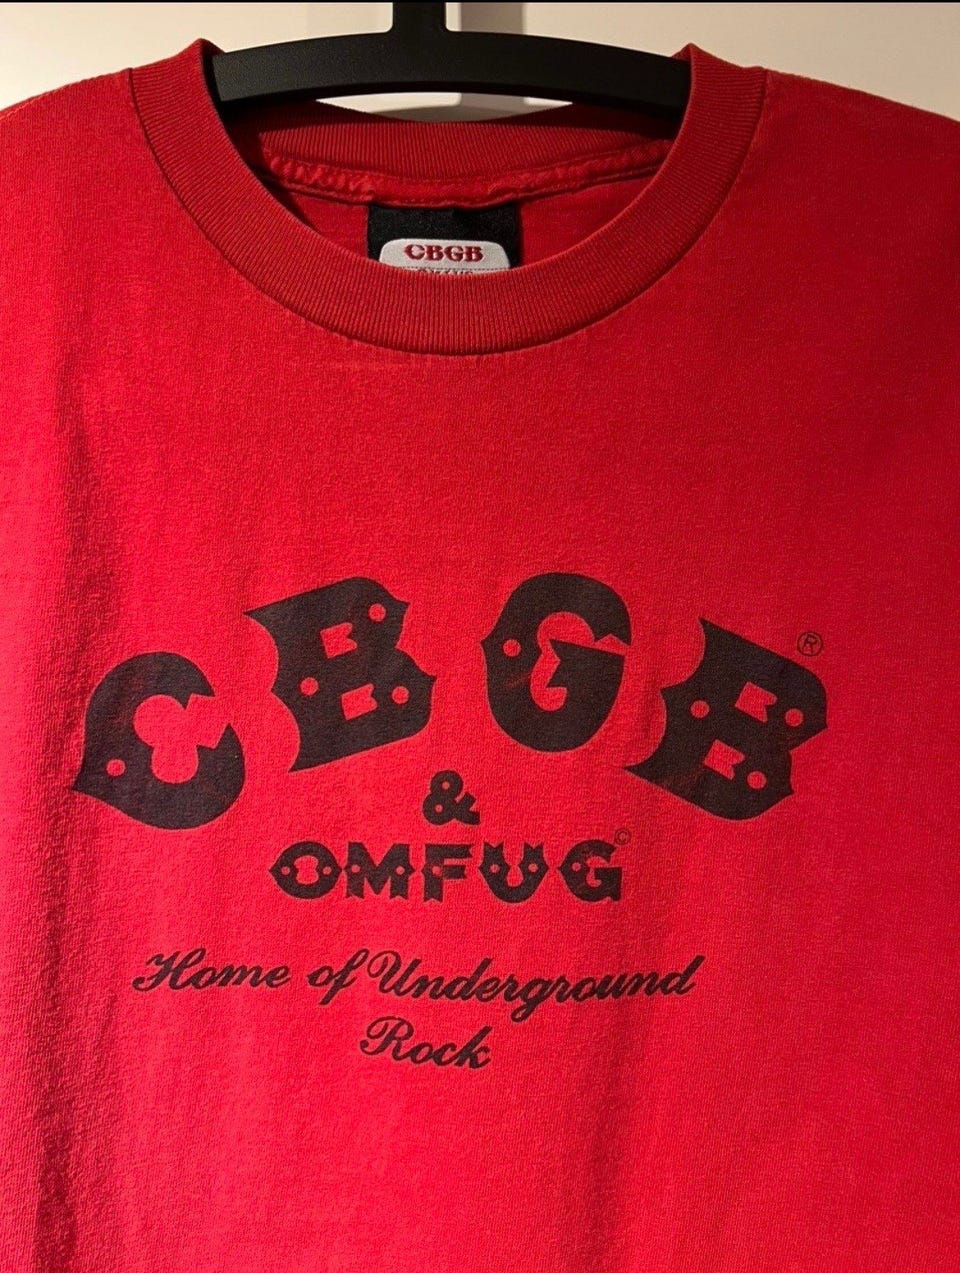 CBGB
CBGB®
&
OMFUG©
Home of Underground
Rock